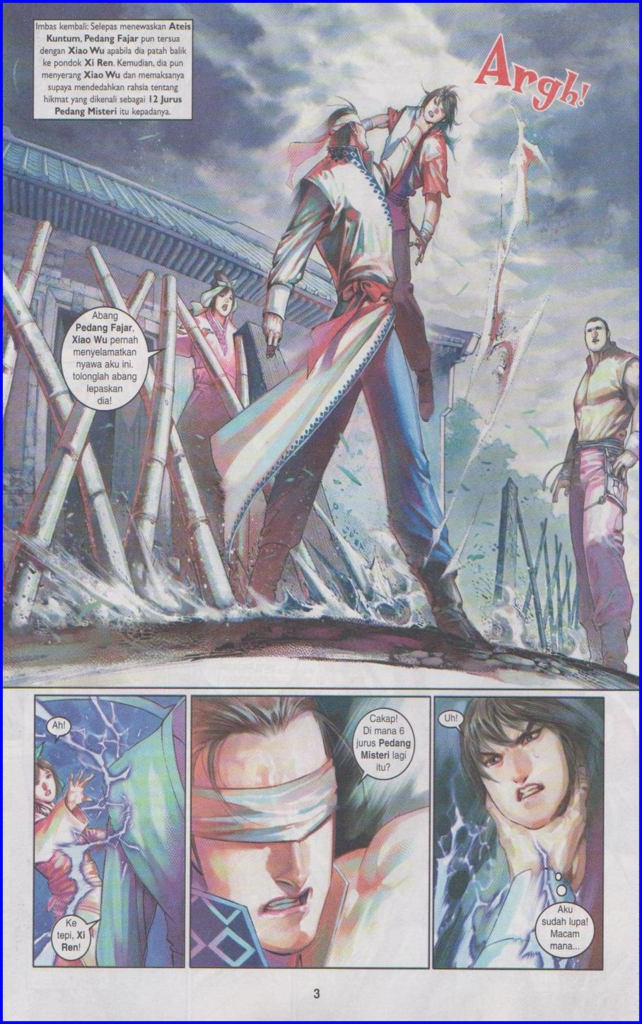 Imbas kembali: Selepas menewaskan Ateis
Kuntum, Pedang Fajar pun tersua
dengan Xiao Wu apabila dia patah balik
ke pondok Xi Ren. Kemudian, dia pun
menyerang Xiao Wu dan memaksanya
supaya mendedahkan rahsia tentang
hikmat yang dikenali sebagai 12 Jurus
Pedang Misteri itu kepadanya.
Argh!
Abang
Pedang Fajar,
Xiao Wu pernah
menyelamatkan
nyawa aku ini.
tolonglah abang
lepaskan
dia!
Ah!
Ke
tepi, Xi
Ren!
Cakap!
Di mana 6
jurus Pedang
Misteri lagi
itu?
Uh!
Aku
sudah lupa!
Macam
mana...
3